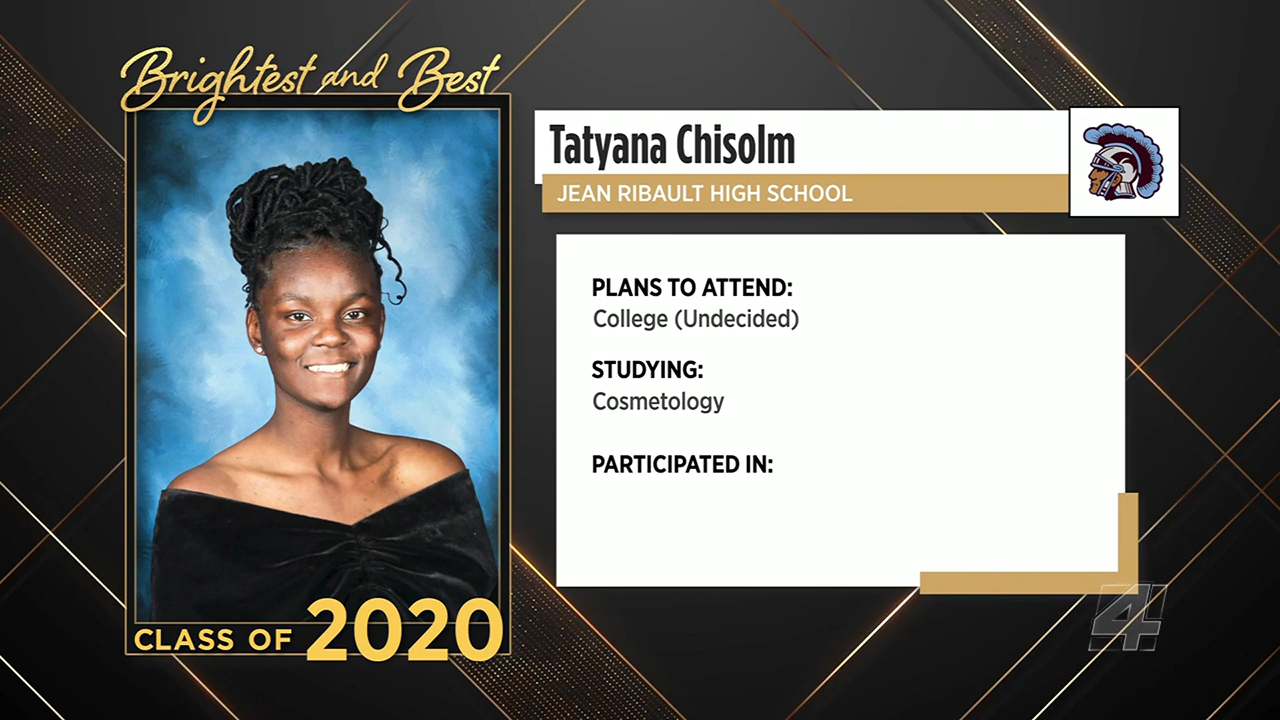 Brightest and Best
Tatyana Chisolm
JEAN RIBAULT HIGH SCHOOL
PLANS TO ATTEND:
College (Undecided)
STUDYING:
Cosmetology
PARTICIPATED IN:
CLASS OF 2020
4